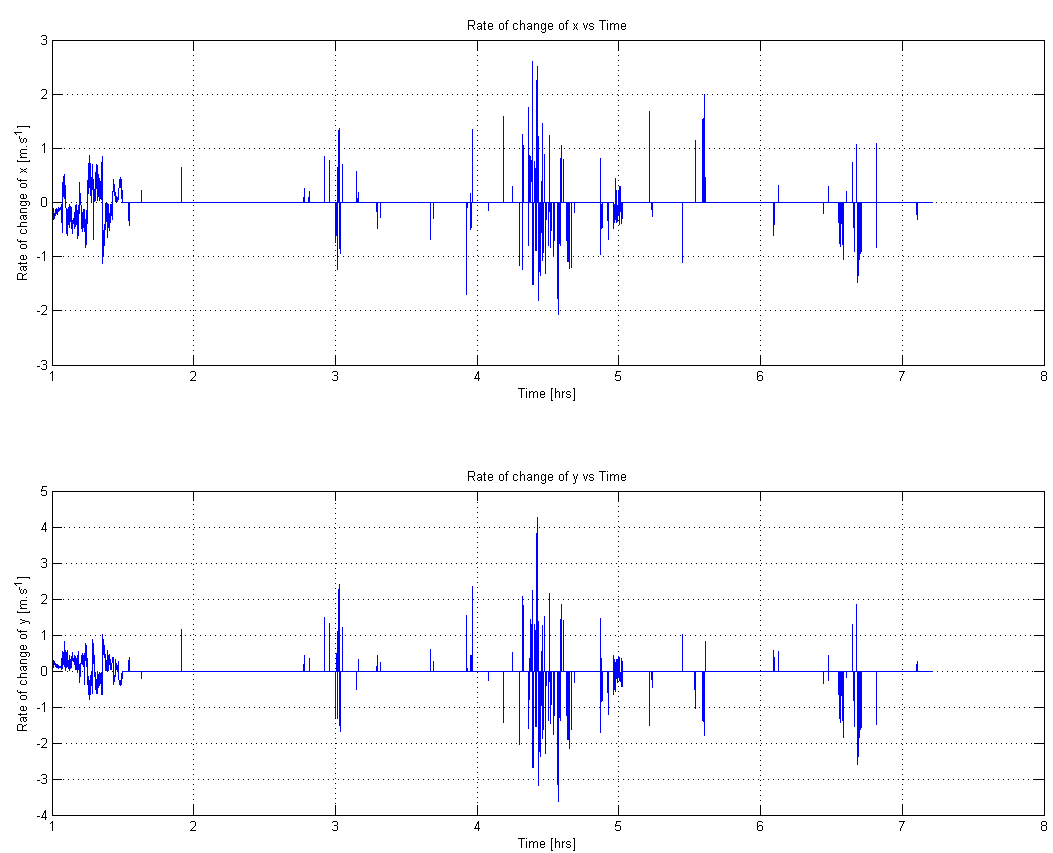 Rate of change of x vs Time
Rate of change of x [m.s-1]
3
2
1
0
-1
-2
-3
1 2 3 4 5 6 7 8
Time [hrs]
Rate of change of y vs Time
Rate of change of y [m.s-1]
5
4
3
2
1
0
-1
-2
-3
-4
1 2 3 4 5 6 7 8
Time [hrs]